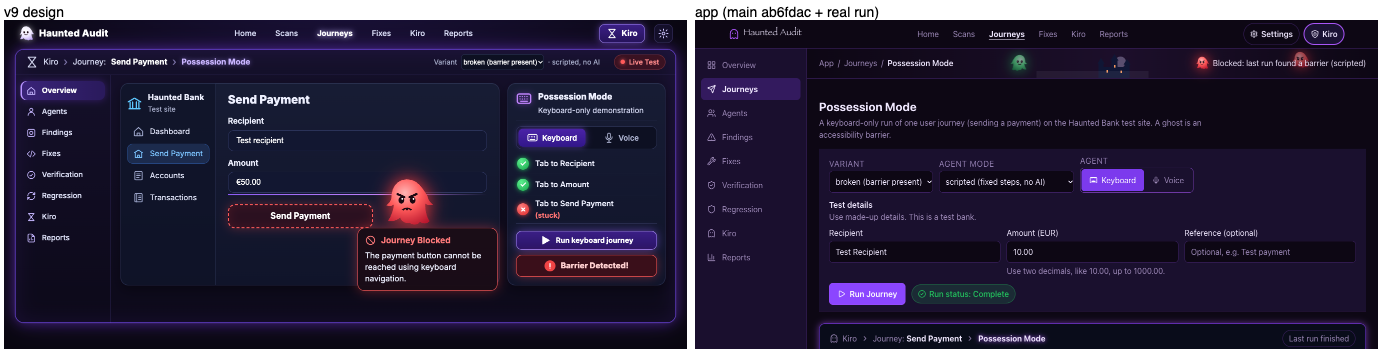 v9 design
Haunted Audit
Home
Scans
Journeys
Fixes
Kiro
Reports
Kiro
Kiro > Journey: Send Payment > Possession Mode
Variant
broken (barrier present)
- scripted, no AI
Live Test
Overview
Agents
Findings
Fixes
Verification
Regression
Kiro
Reports
Haunted Bank
Test site
Dashboard
Send Payment
Accounts
Transactions
Send Payment
Recipient
Test recipient
Amount
€50.00
Send Payment
Journey Blocked
The payment button cannot be
reached using keyboard
navigation.
Possession Mode
Keyboard-only demonstration
Keyboard
Voice
Tab to Recipient
Tab to Amount
Tab to Send Payment
(stuck)
Run keyboard journey
Barrier Detected!
app (main ab6fdac + real run)
Haunted Audit
Home
Scans
Journeys
Fixes
Kiro
Reports
Settings
Kiro
App / Journeys / Possession Mode
Blocked: last run found a barrier (scripted)
Overview
Journeys
Agents
Findings
Fixes
Verification
Regression
Kiro
Reports
Possession Mode
A keyboard-only run of one user journey (sending a payment) on the Haunted Bank test site. A ghost is an
accessibility barrier.
VARIANT
broken (barrier present)
AGENT MODE
scripted (fixed steps, no AI)
AGENT
Keyboard
Voice
Test details
Use made-up details. This is a test bank.
Recipient
Test Recipient
Amount (EUR)
10.00
Use two decimals, like 10.00, up to 1000.00.
Reference (optional)
Optional, e.g. Test payment
Run Journey
Run status: Complete
Kiro > Journey: Send Payment > Possession Mode
Last run finished